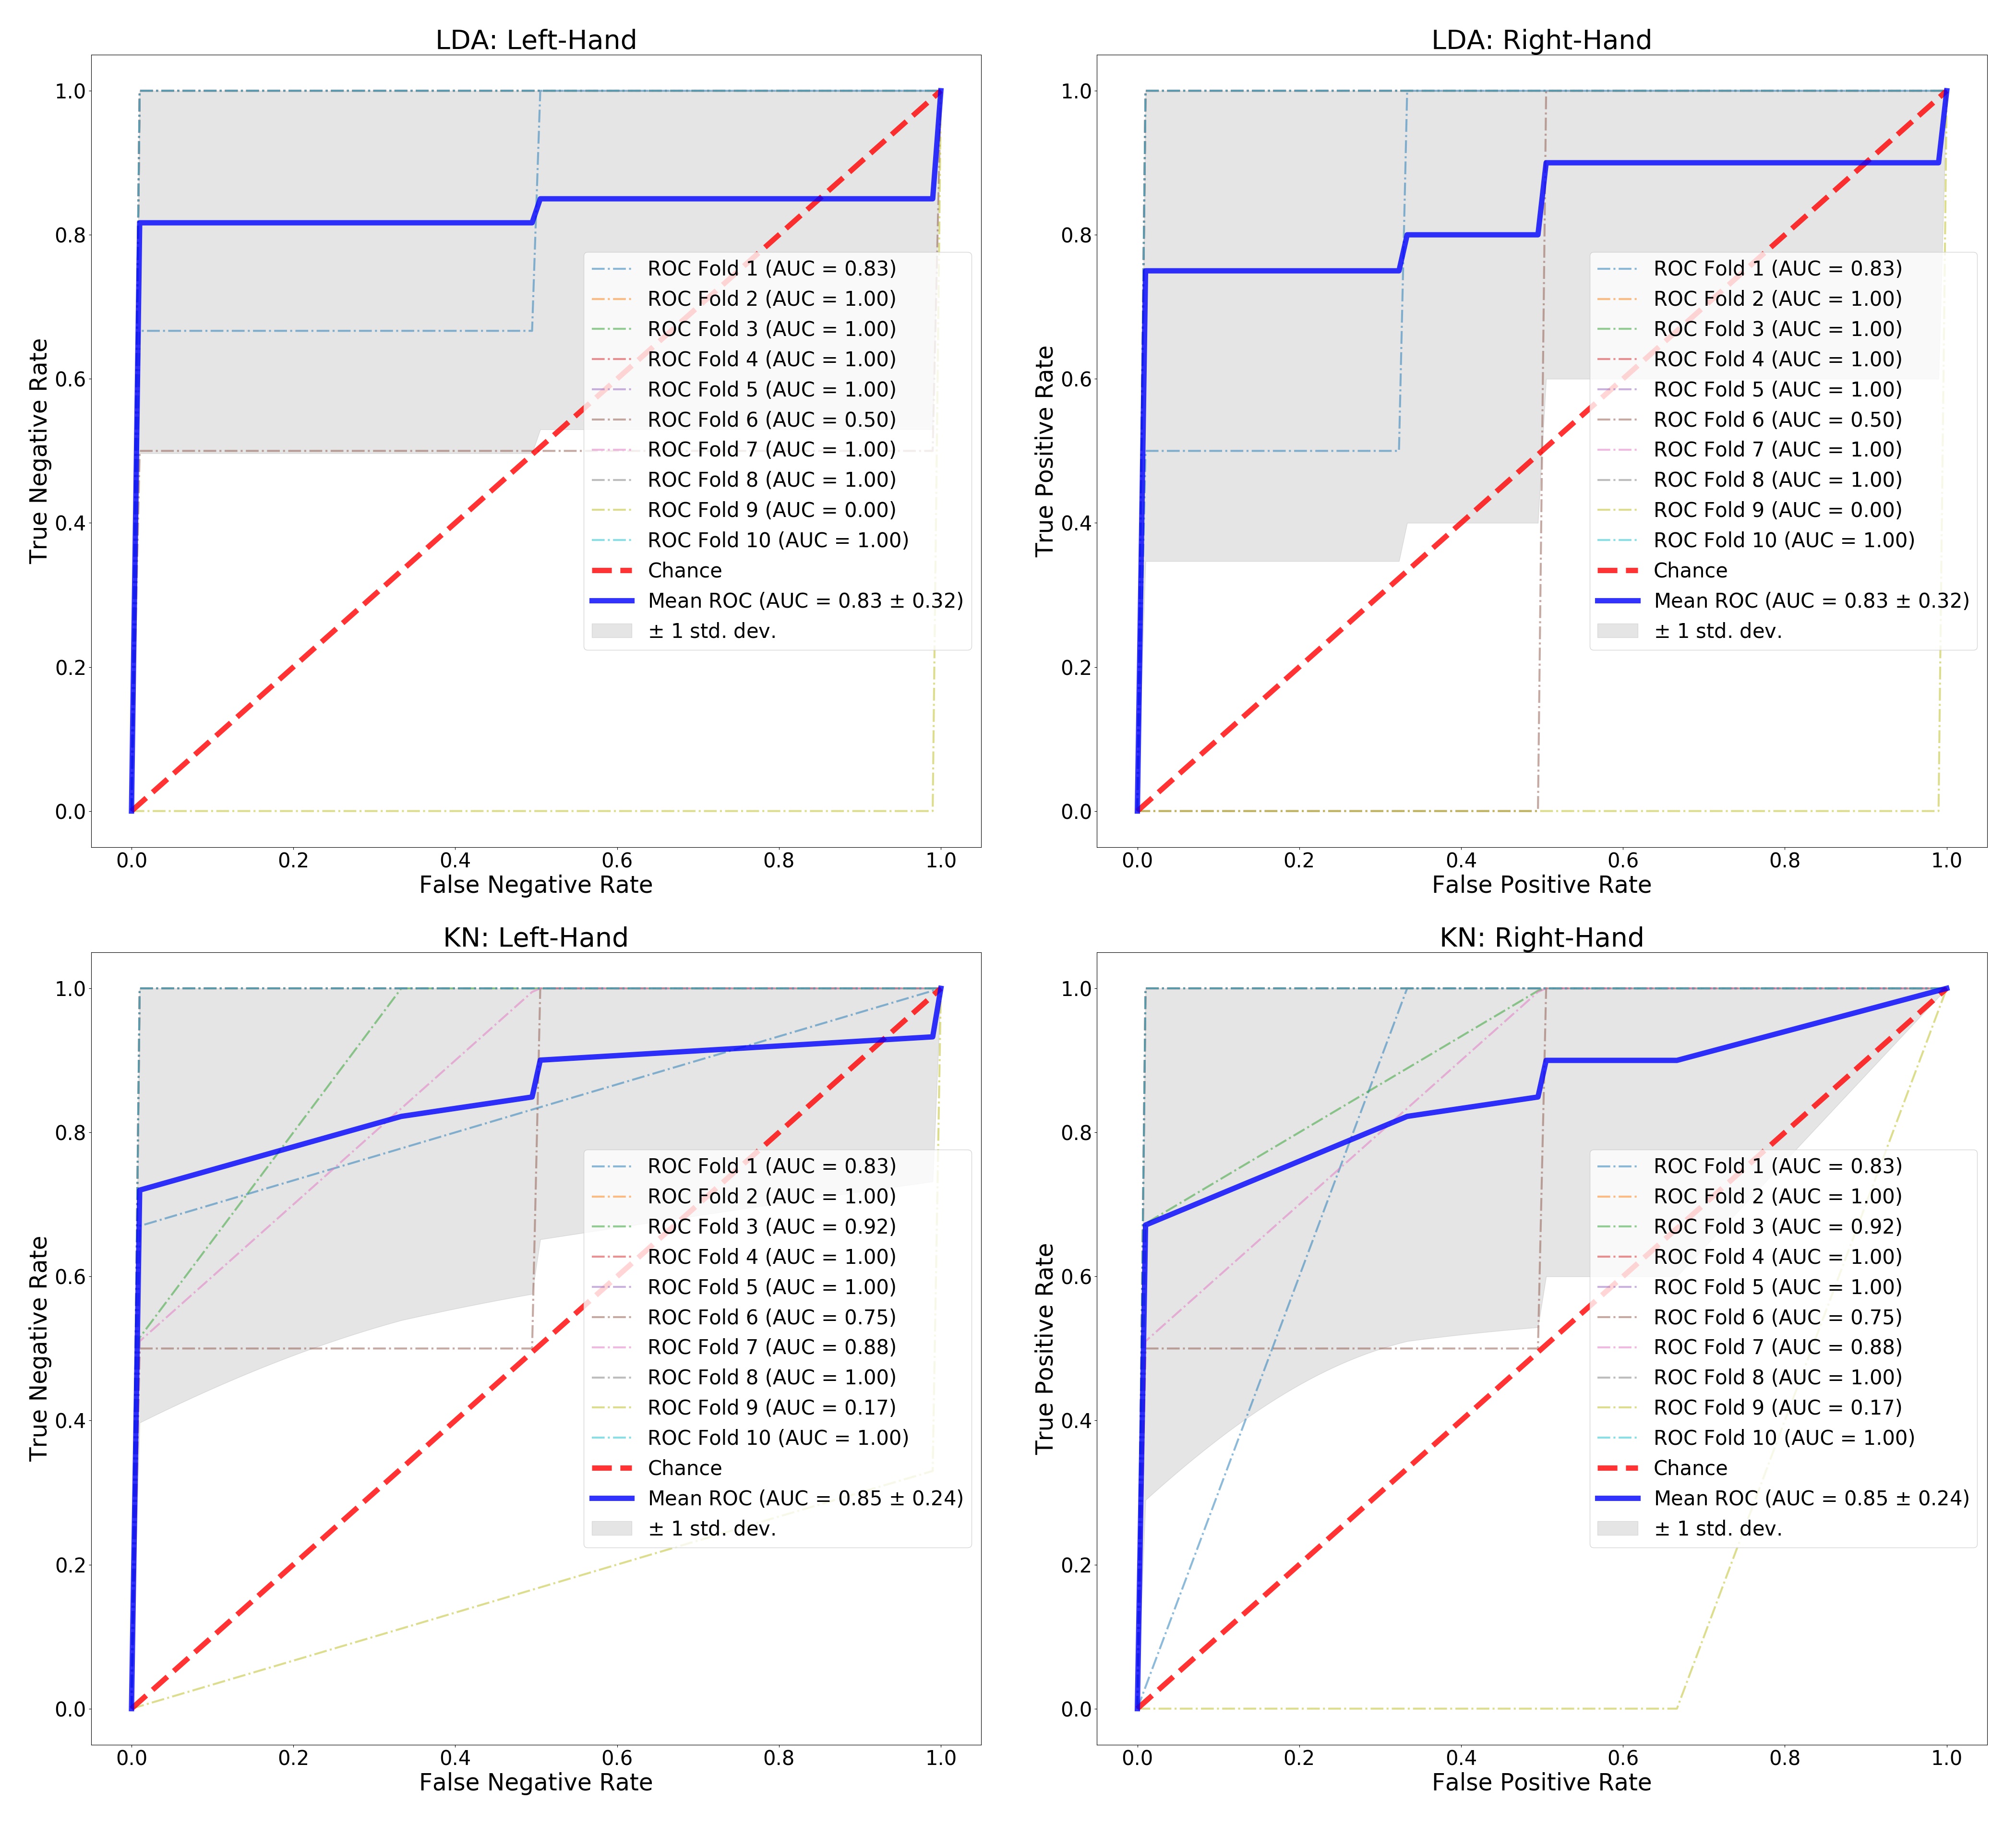 LDA: Left-Hand
True Negative Rate
1.0
0.8
0.6
0.4
0.2
0.0
ROC Fold 1 (AUC = 0.83)
ROC Fold 2 (AUC = 1.00)
ROC Fold 3 (AUC = 1.00)
ROC Fold 4 (AUC = 1.00)
ROC Fold 5 (AUC = 1.00)
ROC Fold 6 (AUC = 0.50)
ROC Fold 7 (AUC = 1.00)
ROC Fold 8 (AUC = 1.00)
ROC Fold 9 (AUC = 0.00)
ROC Fold 10 (AUC = 1.00)
Chance
Mean ROC (AUC = 0.83 ± 0.32)
± 1 std. dev.
0.0 0.2 0.4 0.6 0.8 1.0
False Negative Rate
LDA: Right-Hand
True Positive Rate
1.0
0.8
0.6
0.4
0.2
0.0
ROC Fold 1 (AUC = 0.83)
ROC Fold 2 (AUC = 1.00)
ROC Fold 3 (AUC = 1.00)
ROC Fold 4 (AUC = 1.00)
ROC Fold 5 (AUC = 1.00)
ROC Fold 6 (AUC = 0.50)
ROC Fold 7 (AUC = 1.00)
ROC Fold 8 (AUC = 1.00)
ROC Fold 9 (AUC = 0.00)
ROC Fold 10 (AUC = 1.00)
Chance
Mean ROC (AUC = 0.83 ± 0.32)
± 1 std. dev.
0.0 0.2 0.4 0.6 0.8 1.0
False Positive Rate
KN: Left-Hand
True Negative Rate
1.0
0.8
0.6
0.4
0.2
0.0
ROC Fold 1 (AUC = 0.83)
ROC Fold 2 (AUC = 1.00)
ROC Fold 3 (AUC = 0.92)
ROC Fold 4 (AUC = 1.00)
ROC Fold 5 (AUC = 1.00)
ROC Fold 6 (AUC = 0.75)
ROC Fold 7 (AUC = 0.88)
ROC Fold 8 (AUC = 1.00)
ROC Fold 9 (AUC = 0.17)
ROC Fold 10 (AUC = 1.00)
Chance
Mean ROC (AUC = 0.85 ± 0.24)
± 1 std. dev.
0.0 0.2 0.4 0.6 0.8 1.0
False Negative Rate
KN: Right-Hand
True Positive Rate
1.0
0.8
0.6
0.4
0.2
0.0
ROC Fold 1 (AUC = 0.83)
ROC Fold 2 (AUC = 1.00)
ROC Fold 3 (AUC = 0.92)
ROC Fold 4 (AUC = 1.00)
ROC Fold 5 (AUC = 1.00)
ROC Fold 6 (AUC = 0.75)
ROC Fold 7 (AUC = 0.88)
ROC Fold 8 (AUC = 1.00)
ROC Fold 9 (AUC = 0.17)
ROC Fold 10 (AUC = 1.00)
Chance
Mean ROC (AUC = 0.85 ± 0.24)
± 1 std. dev.
0.0 0.2 0.4 0.6 0.8 1.0
False Positive Rate